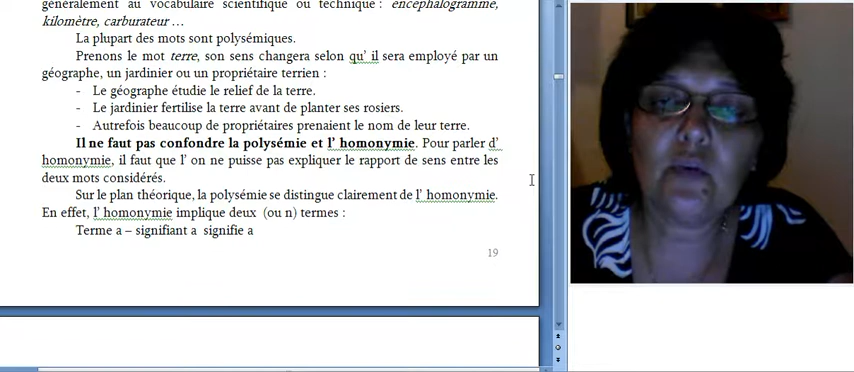 généralement au vocabulaire scientifique ou technique : encéphalogramme,
kilomètre, carburateur …
La plupart des mots sont polysémiques.
Prenons le mot terre, son sens changera selon qu' il sera employé par un
géographe, un jardinier ou un propriétaire terrien :
- Le géographe étudie le relief de la terre.
- Le jardinier fertilise la terre avant de planter ses rosiers.
- Autrefois beaucoup de propriétaires prenaient le nom de leur terre.
Il ne faut pas confondre la polysémie et l' homonymie. Pour parler d'
homonymie, il faut que l' on ne puisse pas expliquer le rapport de sens entre les
deux mots considérés.
Sur le plan théorique, la polysémie se distingue clairement de l' homonymie.
En effet, l' homonymie implique deux (ou n) termes :
Terme a – signifiant a signifie a
19